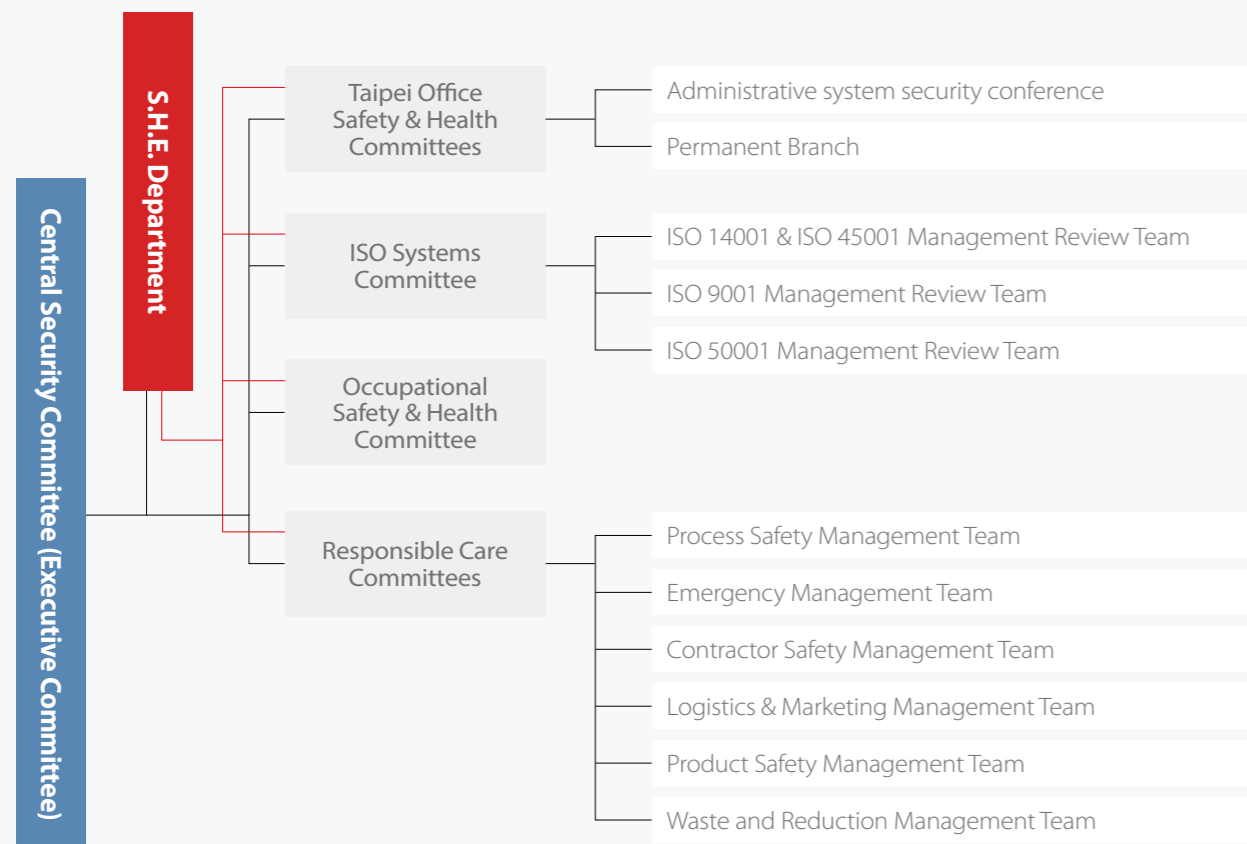 Central Security Committee (Executive Committee)
S.H.E. Department
Taipei Office
Safety & Health
Committees
Administrative system security conference
Permanent Branch
ISO Systems
Committee
ISO 14001 & ISO 45001 Management Review Team
ISO 9001 Management Review Team
ISO 50001 Management Review Team
Occupational
Safety & Health
Committee
Responsible Care
Committees
Process Safety Management Team
Emergency Management Team
Contractor Safety Management Team
Logistics & Marketing Management Team
Product Safety Management Team
Waste and Reduction Management Team